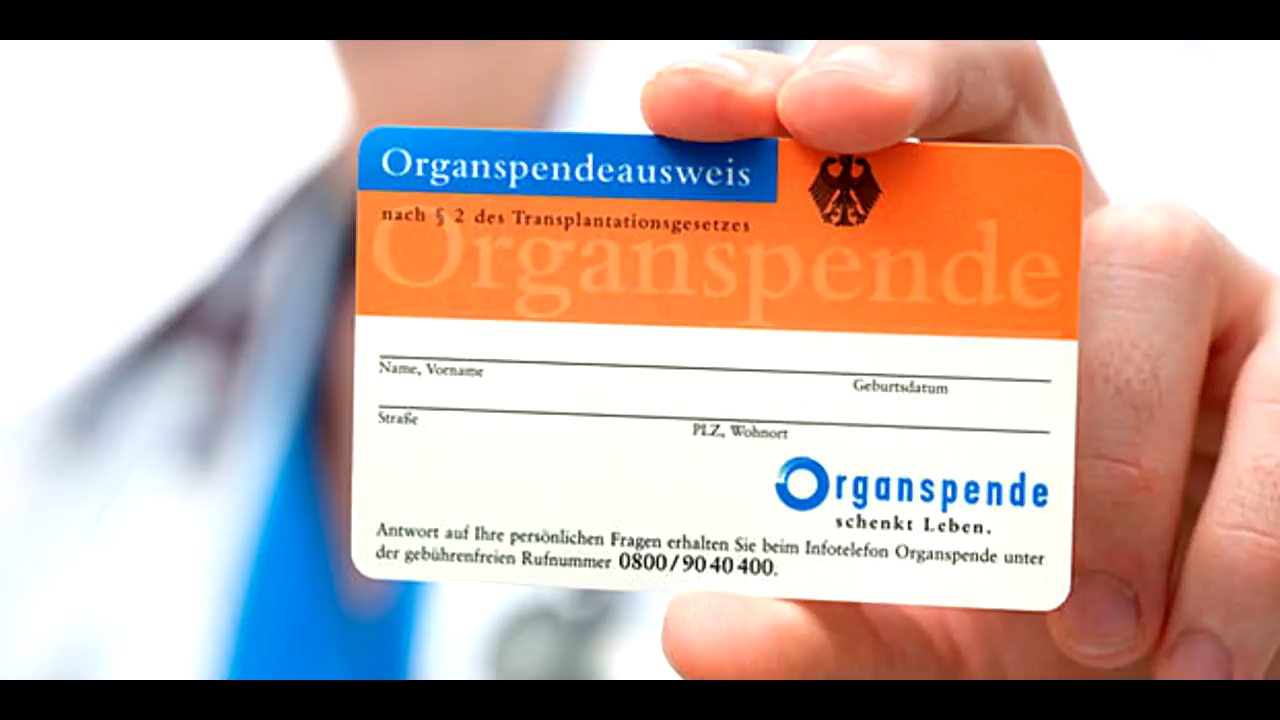 Organspendeausweis
nach § 2 des Transplantationsgesetzes
Organspende
Name, Vorname
Geburtsdatum
Straße
PLZ, Wohnort
Organspende
schenkt Leben.
Antwort auf Ihre persönlichen Fragen erhalten Sie beim Infotelefon Organspende unter
der gebührenfreien Rufnummer 0800/90 40 400.